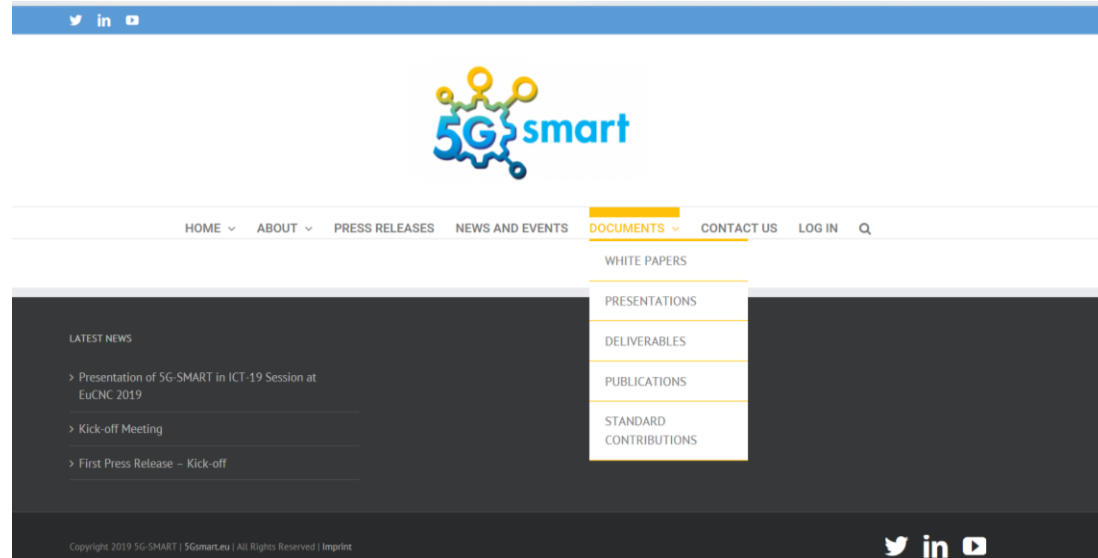 5G smart
HOME ABOUT PRESS RELEASES NEWS AND EVENTS DOCUMENTS CONTACT US LOG IN
WHITE PAPERS
PRESENTATIONS
DELIVERABLES
PUBLICATIONS
STANDARD
CONTRIBUTIONS
LATEST NEWS
> Presentation of 5G-SMART in ICT-19 Session at
EuCNC 2019
> Kick-off Meeting
> First Press Release – Kick-off
Copyright 2019 5G-SMART | 5Gsmart.eu | All Rights Reserved | Imprint